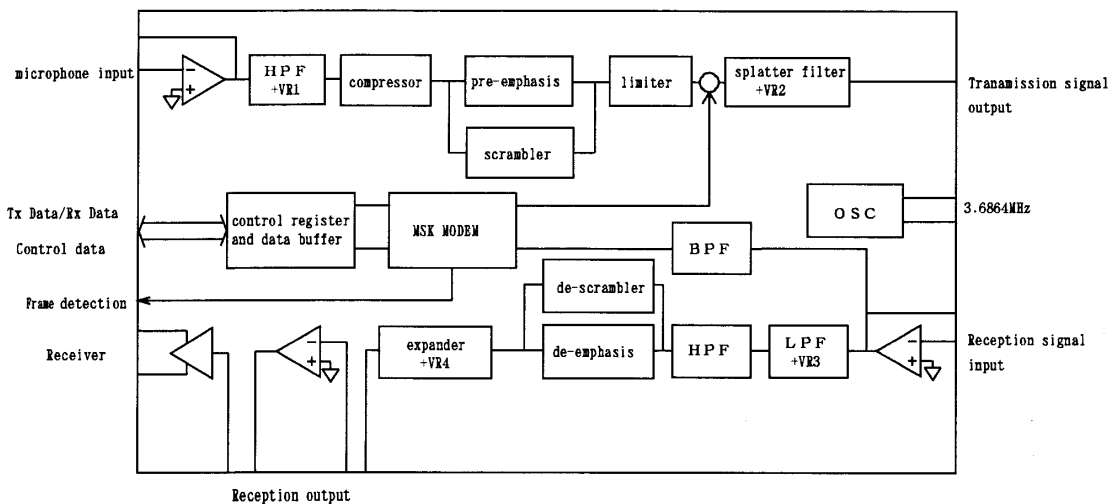 microphone input
HPF
+VR1
compressor
pre-emphasis
scrambler
limiter
splatter filter
+VR2
Tranamission signal
output
Tx Data/Rx Data
Control data
control register
and data buffer
MSK MODEM
BPF
OSC
3.6864MHz
Frame detection
Receiver
-
+
expander
+VR4
de-scrambler
de-emphasis
HPF
LPF
+VR3
Reception signal
input
Reception output